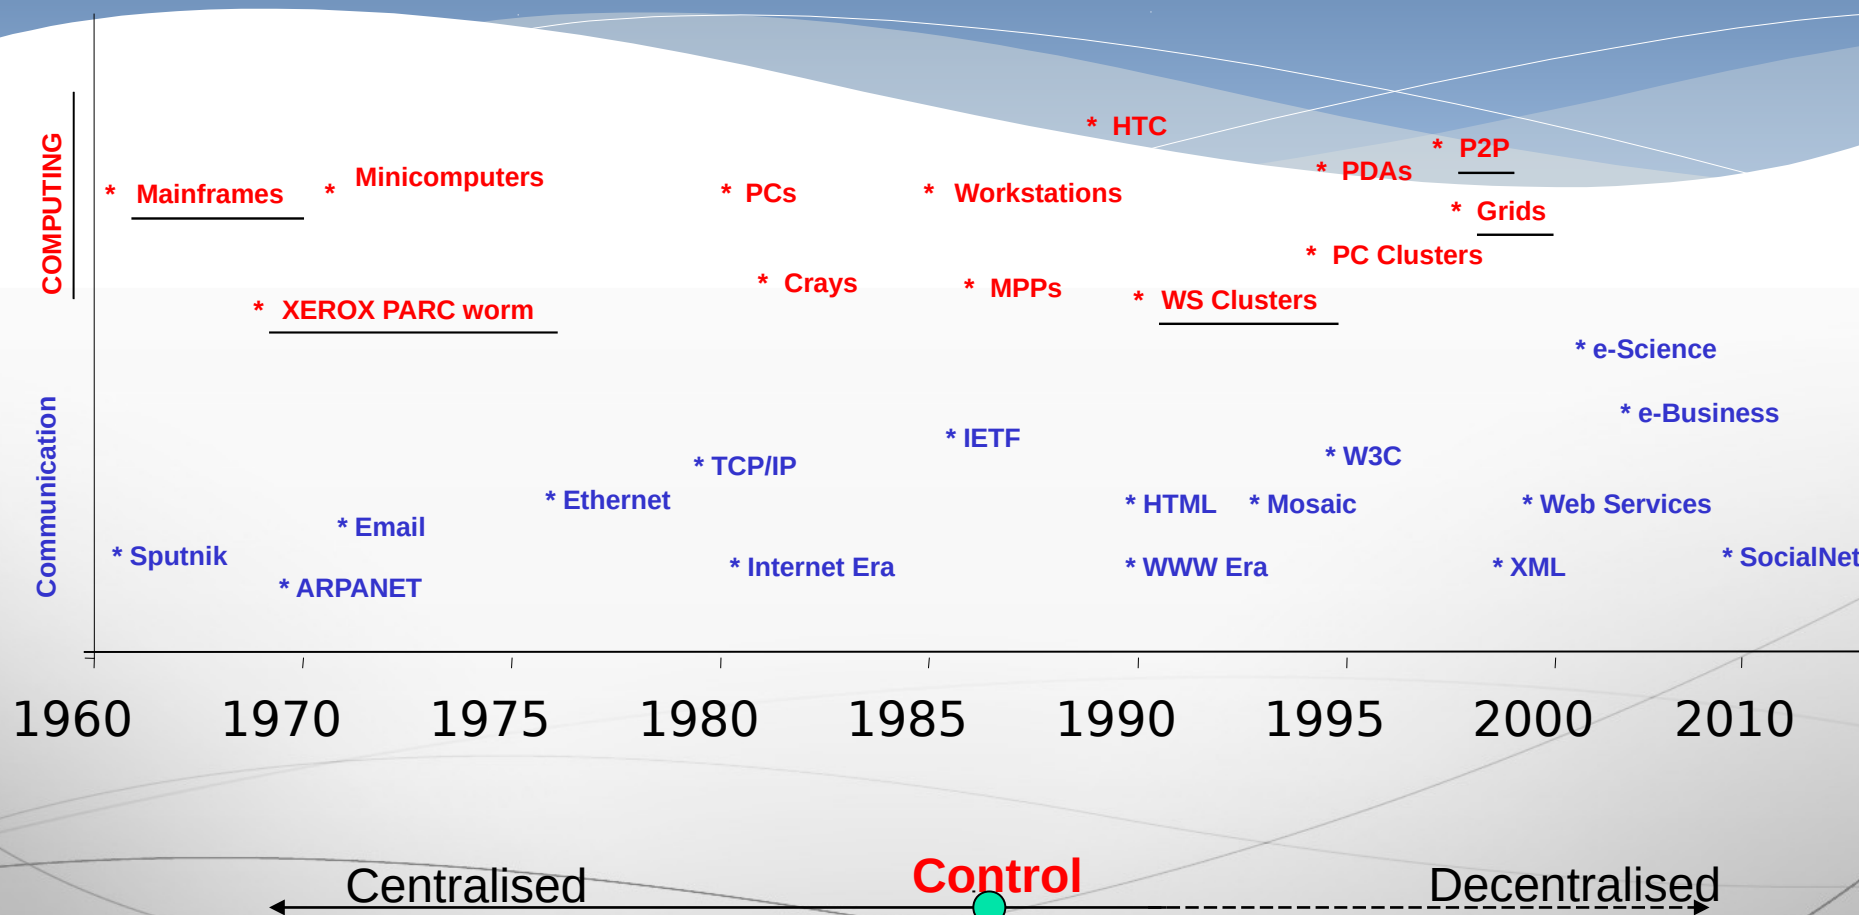 COMPUTING
* HTC
* P2P
* PDAs
* Mainframes
* Minicomputers
* PCs
* Workstations
* Grids
* PC Clusters
* Crays
* MPPs
* WS Clusters
* XEROX PARC worm
Communication
* e-Science
* e-Business
* IETF
* W3C
* TCP/IP
* Ethernet
* HTML
* Mosaic
* Web Services
* Email
* Sputnik
* Internet Era
* WWW Era
* XML
* SocialNet
* ARPANET
1960 1970 1975 1980 1985 1990 1995 2000 2010
Control
Centralised
Decentralised